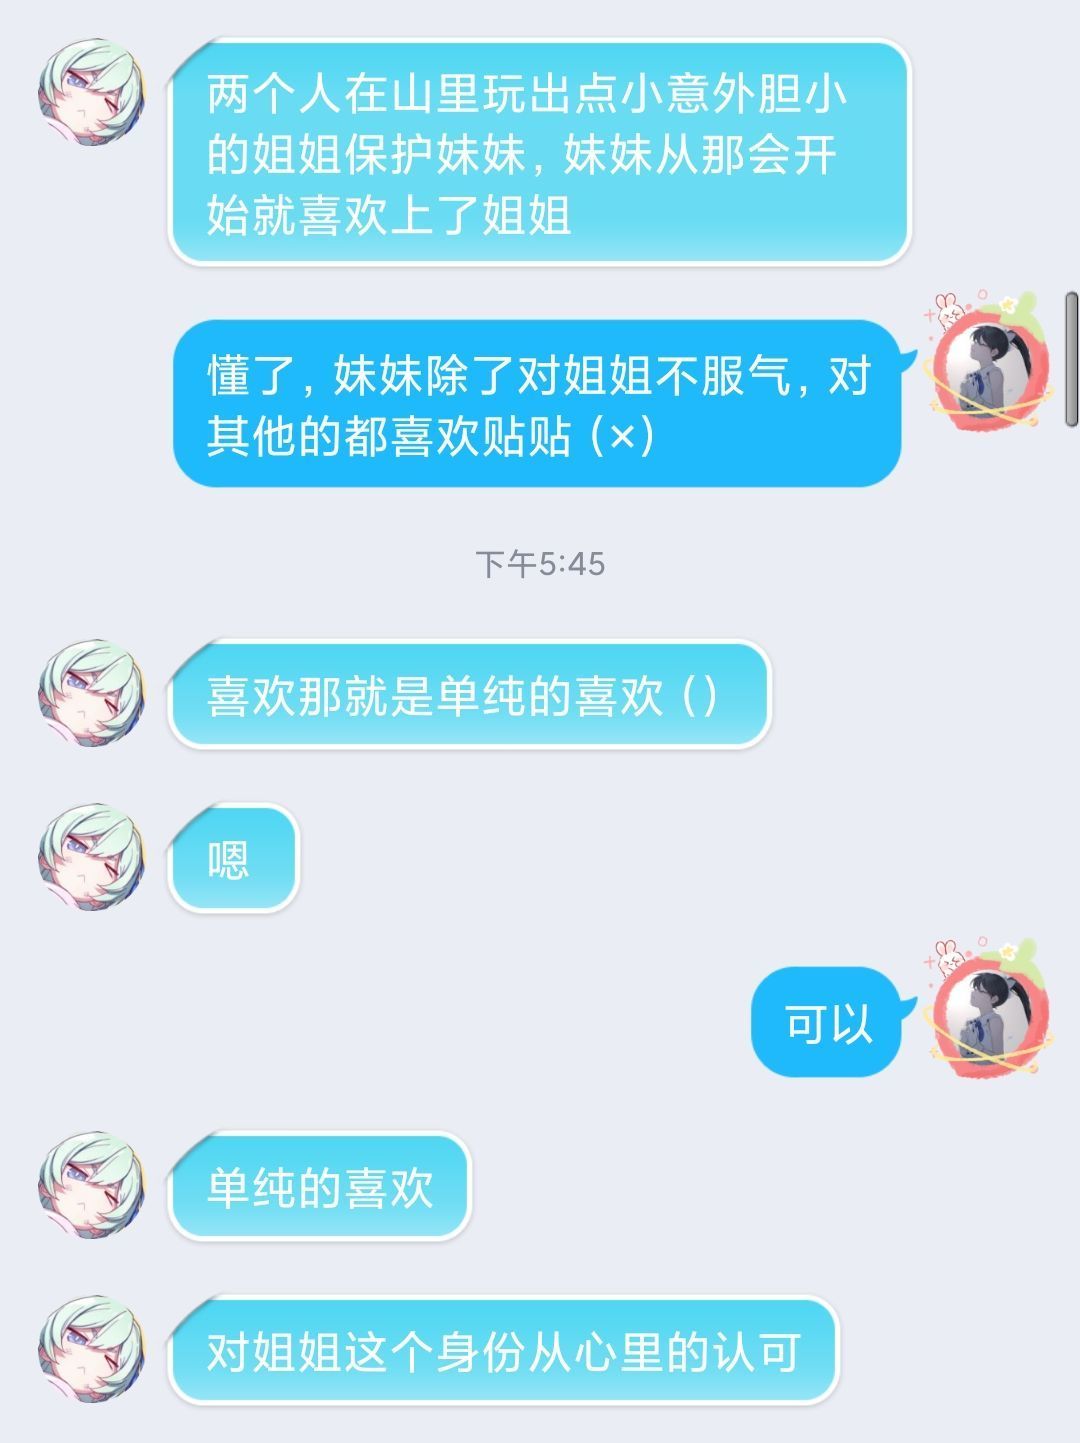 两个人在山里玩出点小意外胆小
的姐姐保护妹妹，妹妹从那会开
始就喜欢上了姐姐
懂了，妹妹除了对姐姐不服气，对
其他的都喜欢贴贴（×）
下午5:45
喜欢那就是单纯的喜欢（）
嗯
可以
单纯的喜欢
对姐姐这个身份从心里的认可